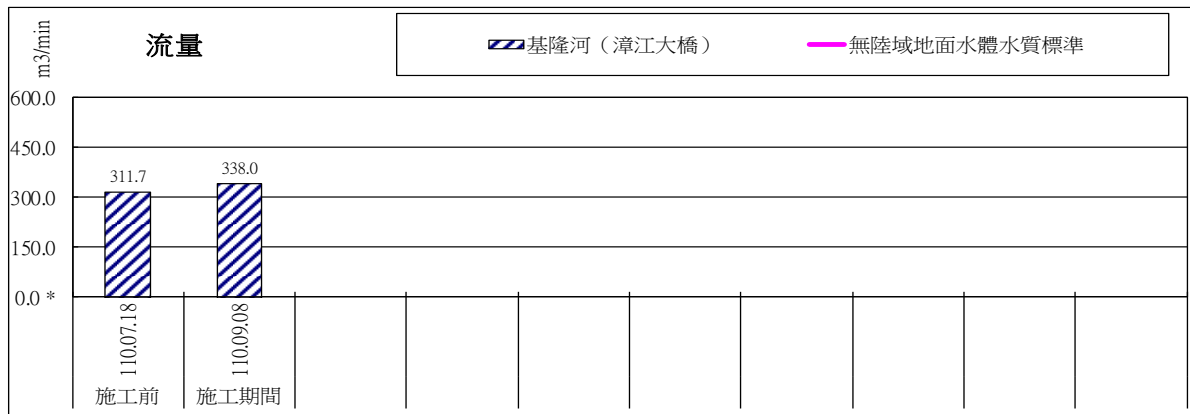 m3/min
流量
基隆河（漳江大橋）
無陸域地面水體水質標準
600.0
450.0
300.0
150.0
0.0 *
311.7
338.0
110.07.18
110.09.08
施工前
施工期間